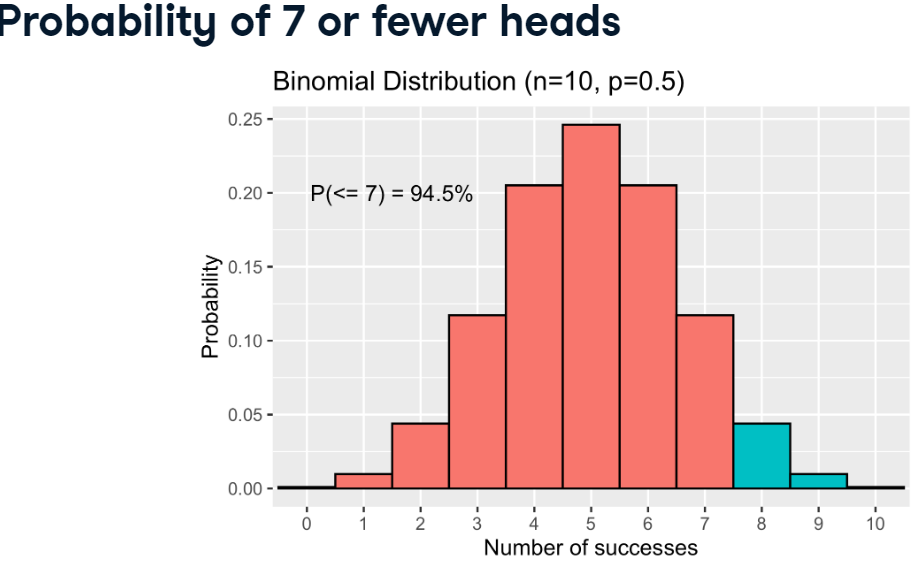 Probability of 7 or fewer heads
Binomial Distribution (n=10, p=0.5)
0.25
P(<= 7) = 94.5%
0.20
0.15
Probability
0.10
0.05
0.00
0 1 2 3 4 5 6 7 8 9 10
Number of successes